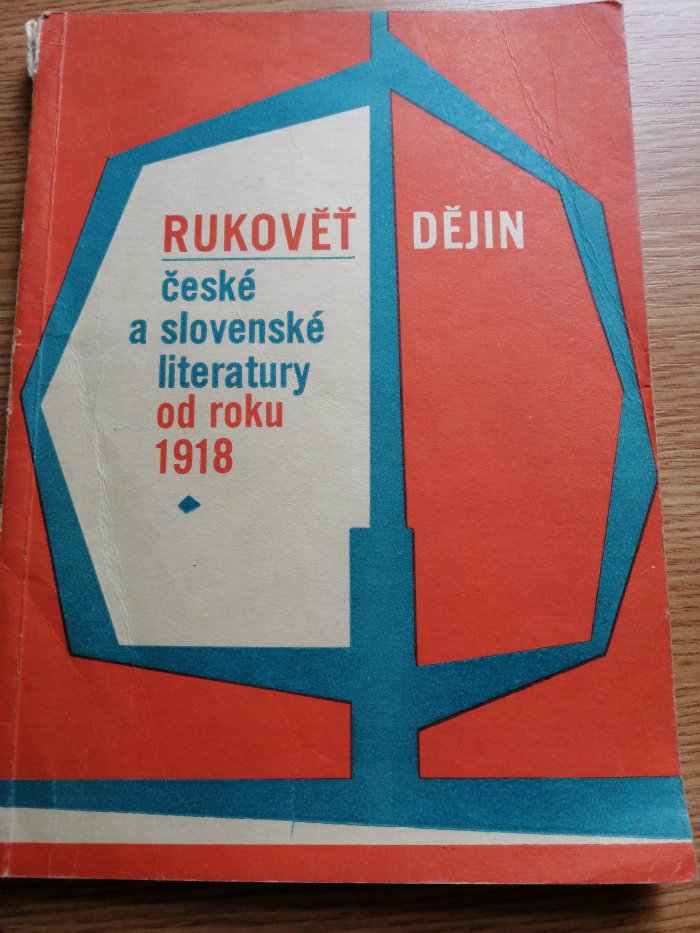 RUKOVĚŤ DĚJIN
české
a slovenské
literatury
od roku
1918